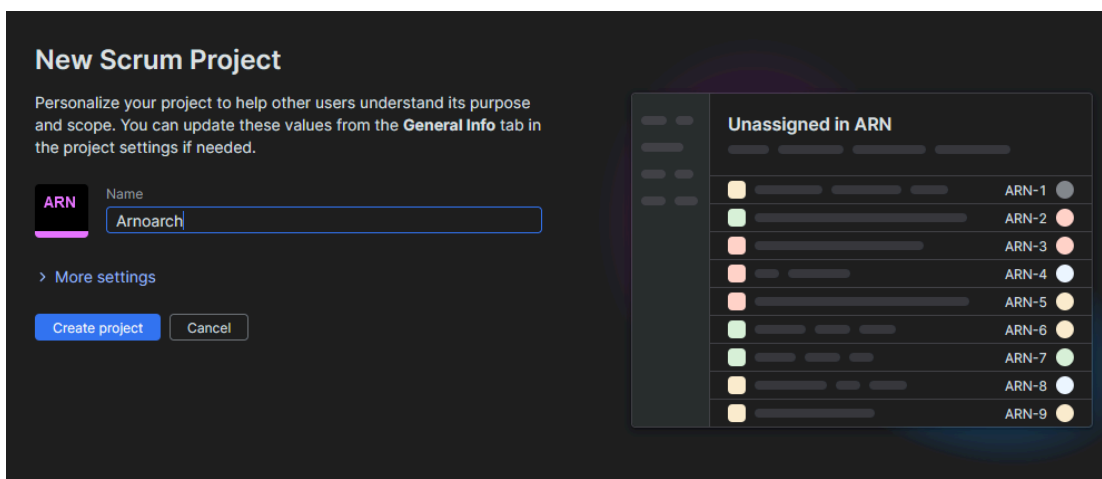 New Scrum Project
Personalize your project to help other users understand its purpose
and scope. You can update these values from the General Info tab in
the project settings if needed.
ARN
Name
Arnoarch
More settings
Create project
Cancel
Unassigned in ARN
ARN-1
ARN-2
ARN-3
ARN-4
ARN-5
ARN-6
ARN-7
ARN-8
ARN-9